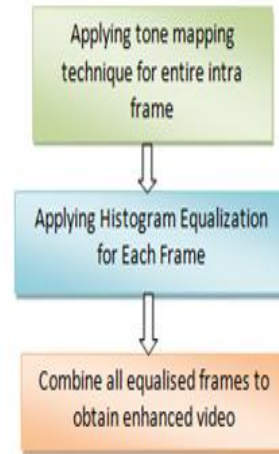 Applying tone mapping
technique for entire intra
frame
Applying Histogram Equalization
for Each Frame
Combine all equalised frames to
obtain enhanced video